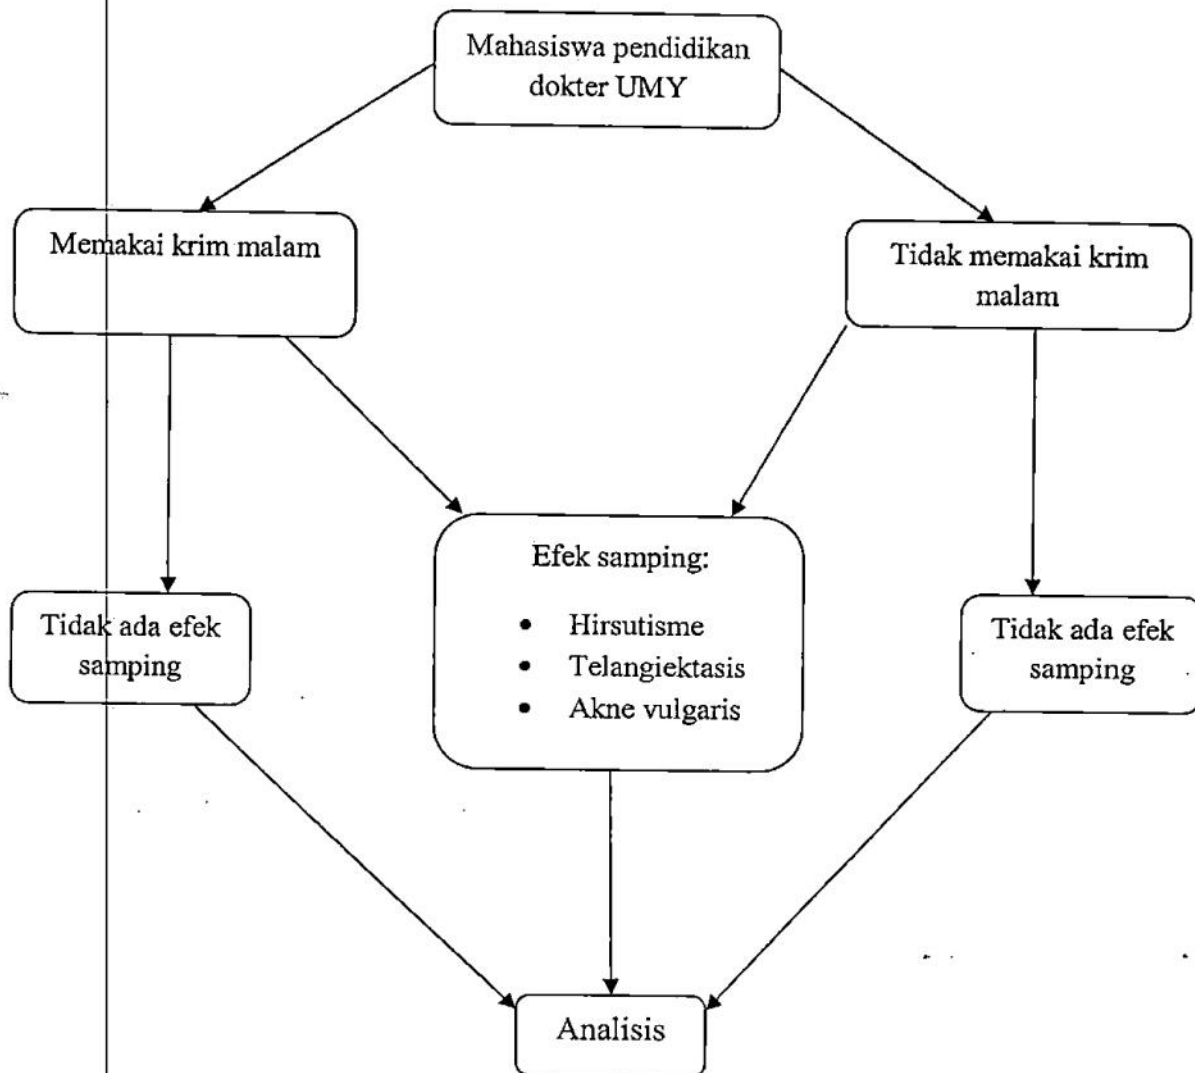 Mahasiswa pendidikan
dokter UMY
Memakai krim malam
Tidak memakai krim
malam
Efek samping:
• Hirsutisme
• Telangiektasis
• Akne vulgaris
Tidak ada efek
samping
Tidak ada efek
samping
Analisis